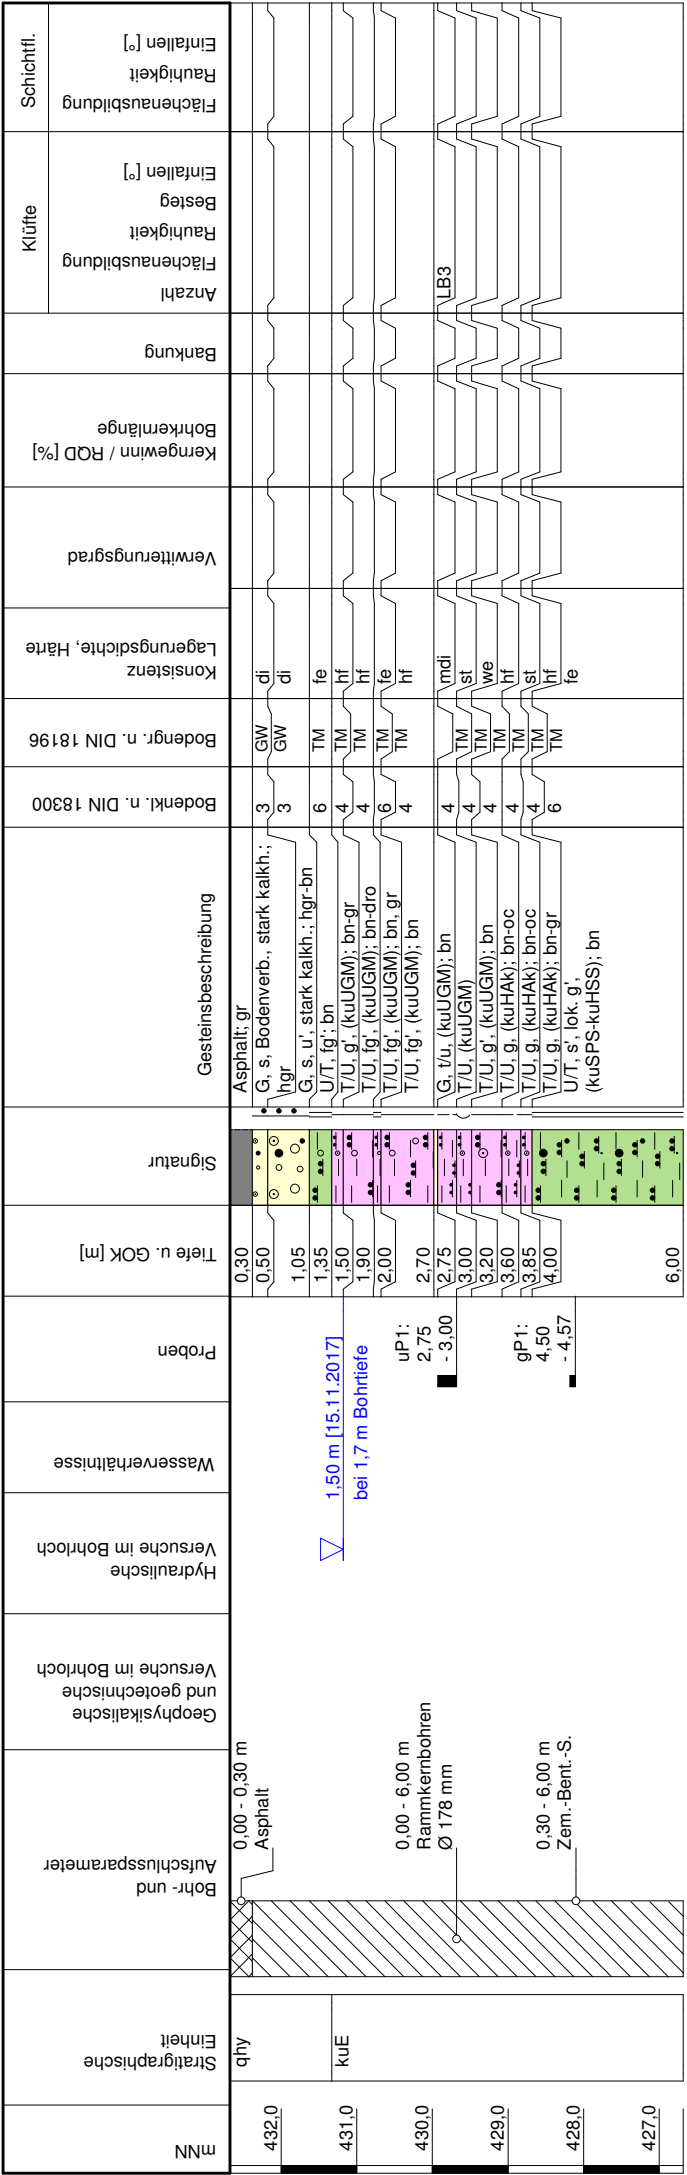 mNN
Stratigraphische
Einheit
Bohr- und
Aufschlussparameter
Geophysikalische
und geotechnische
Versuche im Bohrloch
Hydraulische
Versuche im Bohrloch
Wasserverhältnisse
Proben
Tiefe u. GOK [m]
Signatur
Gesteinsbeschreibung
Bodenkl. n. DIN 18300
Bodengr. n. DIN 18196
Konsistenz
Lagerungsdichte, Härte
Verwitterungsgrad
Kerngewinn / RQD [%]
Bohrkernlänge
Bankung
Klüfte
Anzahl
Flächenausbildung
Rauhigkeit
Besteg
Einfallen [°]
Schichtfl.
Flächenausbildung
Rauhigkeit
Einfallen [°]
432,0
431,0
430,0
429,0
428,0
427,0
qhy
kuE
0,00 - 0,30 m
Asphalt
0,00 - 6,00 m
Rammkernbohren
Ø 178 mm
0,30 - 6,00 m
Zem.-Bent.-S.
1,50 m [15.11.2017]
bei 1,7 m Bohrtiefe
uP1:
2,75
- 3,00
gP1:
4,50
- 4,57
0,30
0,50
1,05
1,35
1,50
1,90
2,00
2,70
2,75
3,00
3,20
3,60
3,85
4,00
6,00
Asphalt; gr
G, s, Bodenverb., stark kalkh.;
hgr
G, s, u', stark kalkh.; hgr-bn
U/T, fg'; bn
T/U, g', (kuUGM); bn-gr
T/U, fg', (kuUGM); bn-dro
T/U, fg', (kuUGM); bn, gr
T/U, fg', (kuUGM); bn
G, t/u, (kuUGM); bn
T/U, (kuUGM)
T/U, g', (kuUGM); bn
T/U, g, (kuHAk); bn-oc
T/U, g, (kuHAk); bn-oc
T/U, g, (kuHAk); bn-gr
U/T, s', lok. g',
(kuSPS-kuHSS); bn
3
3
6
4
4
6
4
4
4
4
4
4
6
GW
GW
TM
TM
TM
TM
TM
TM
TM
TM
TM
TM
TM
di
di
fe
hf
hf
fe
hf
mdi
st
we
hf
st
hf
fe
LB3